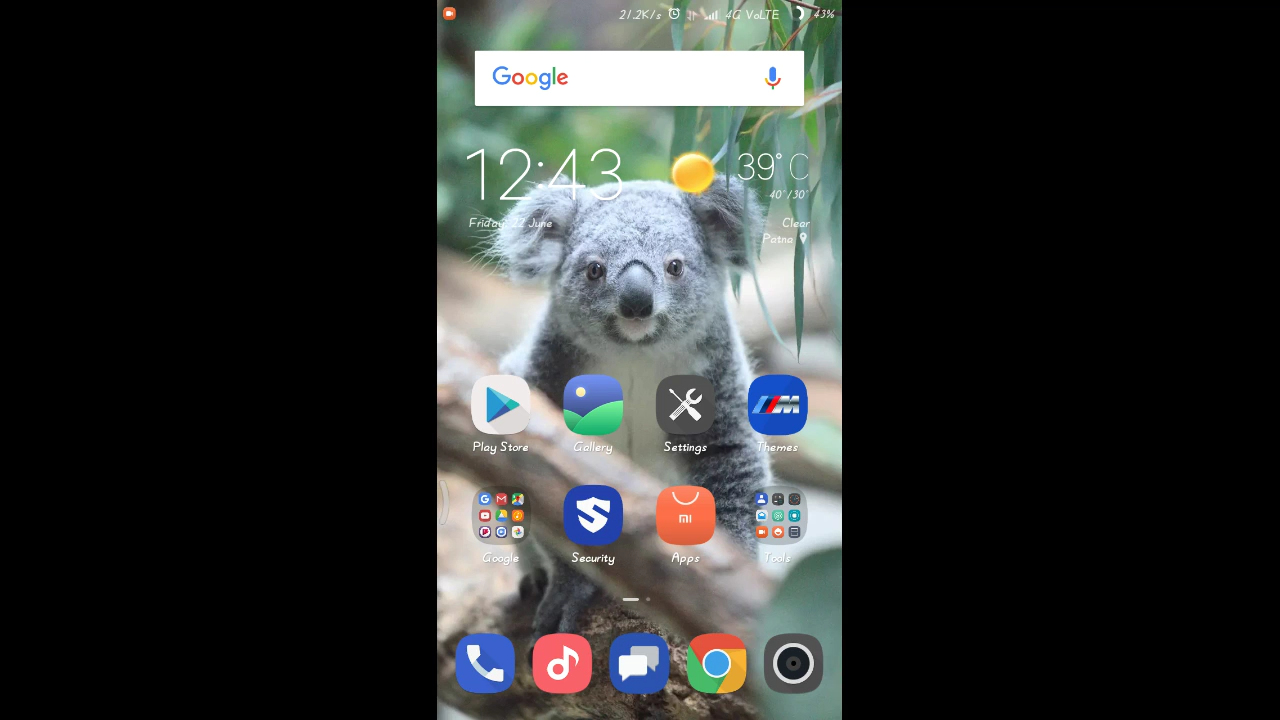 21.2K/s 4G VoLTE 43%
Google
12:43
39° C
40°/30°
Friday, 22 June
Clear
Patna
Play Store Gallery Settings Themes
mi
Google Security Apps Tools